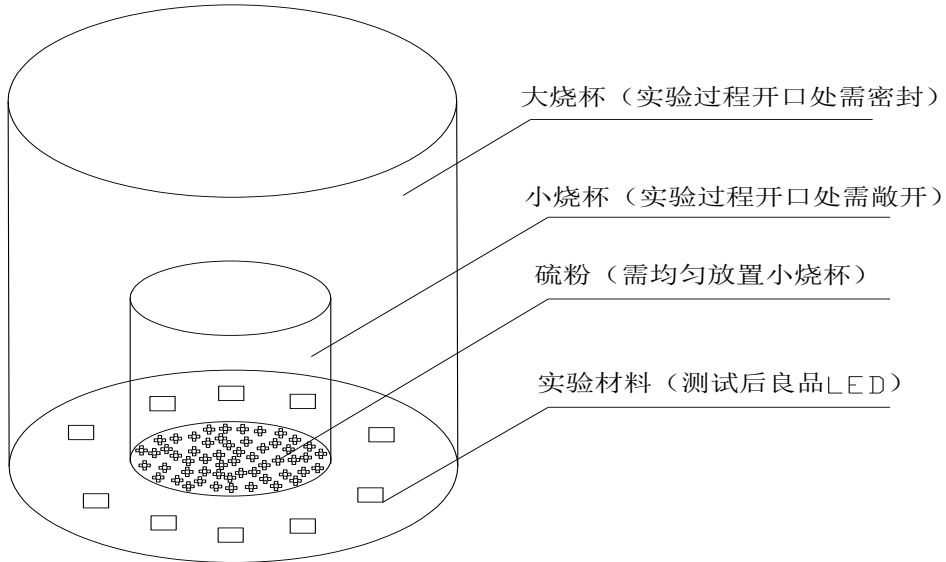 大烧杯（实验过程开口处需密封）
小烧杯（实验过程开口处需敞开）
硫粉（需均匀放置小烧杯）
实验材料（测试后良品LED）